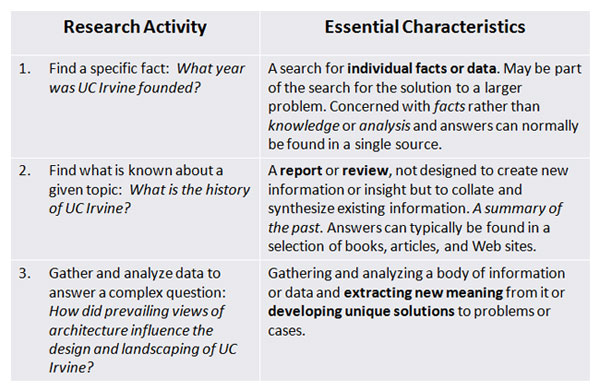 Research Activity
Essential Characteristics
1. Find a specific fact: What year
was UC Irvine founded?
A search for individual facts or data. May be part
of the search for the solution to a larger
problem. Concerned with facts rather than
knowledge or analysis and answers can normally
be found in a single source.
2. Find what is known about a
given topic: What is the history
of UC Irvine?
A report or review, not designed to create new
information or insight but to collate and
synthesize existing information. A summary of
the past. Answers can typically be found in a
selection of books, articles, and Web sites.
3. Gather and analyze data to
answer a complex question:
How did prevailing views of
architecture influence the
design and landscaping of UC
Irvine?
Gathering and analyzing a body of information
or data and extracting new meaning from it or
developing unique solutions to problems or
cases.